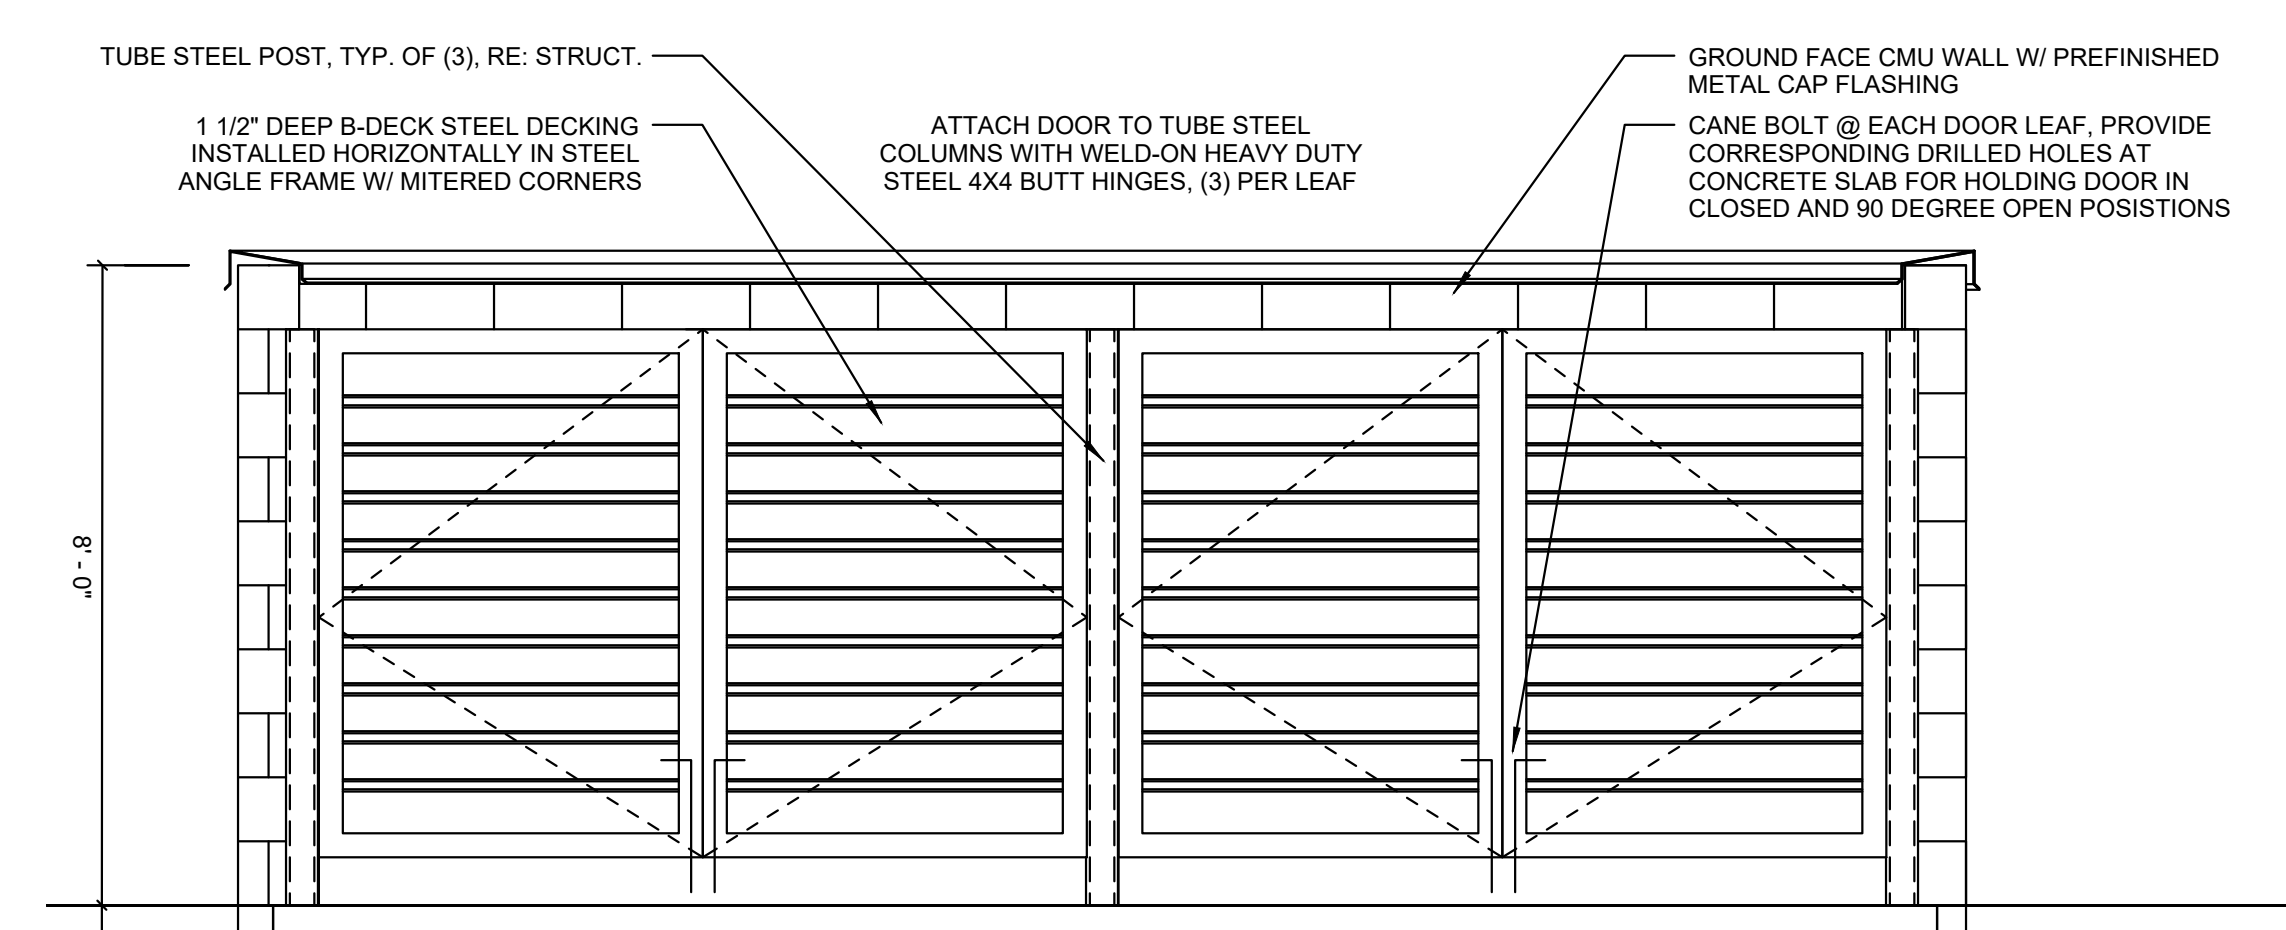 TUBE STEEL POST, TYP. OF (3), RE: STRUCT.
1 1/2" DEEP B-DECK STEEL DECKING
INSTALLED HORIZONTALLY IN STEEL
ANGLE FRAME W/ MITERED CORNERS
ATTACH DOOR TO TUBE STEEL
COLUMNS WITH WELD-ON HEAVY DUTY
STEEL 4X4 BUTT HINGES, (3) PER LEAF
GROUND FACE CMU WALL W/ PREFINISHED
METAL CAP FLASHING
CANE BOLT @ EACH DOOR LEAF, PROVIDE
CORRESPONDING DRILLED HOLES AT
CONCRETE SLAB FOR HOLDING DOOR IN
CLOSED AND 90 DEGREE OPEN POSISTIONS
8' - 0"